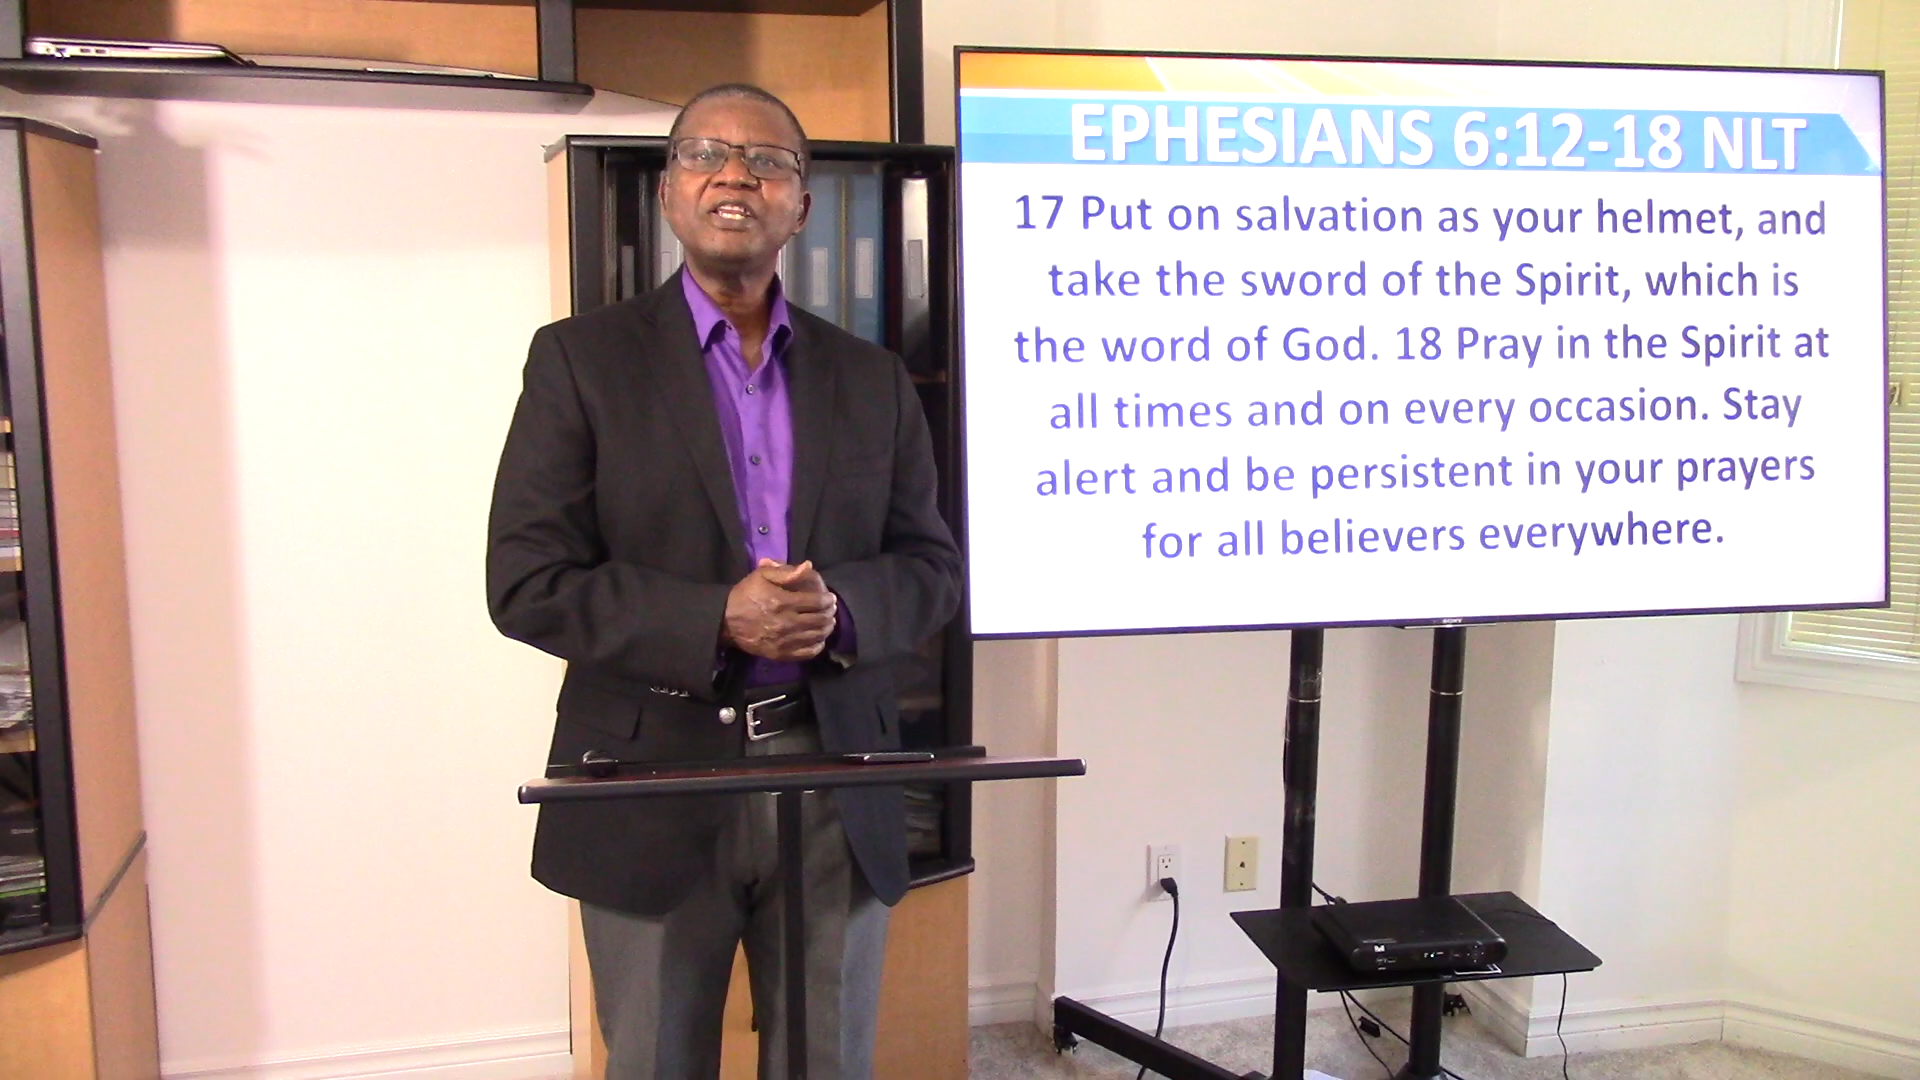 EPHESIANS 6:12-18 NLT
17 Put on salvation as your helmet, and
take the sword of the Spirit, which is
the word of God. 18 Pray in the Spirit at
all times and on every occasion. Stay
alert and be persistent in your prayers
for all believers everywhere.
SONY